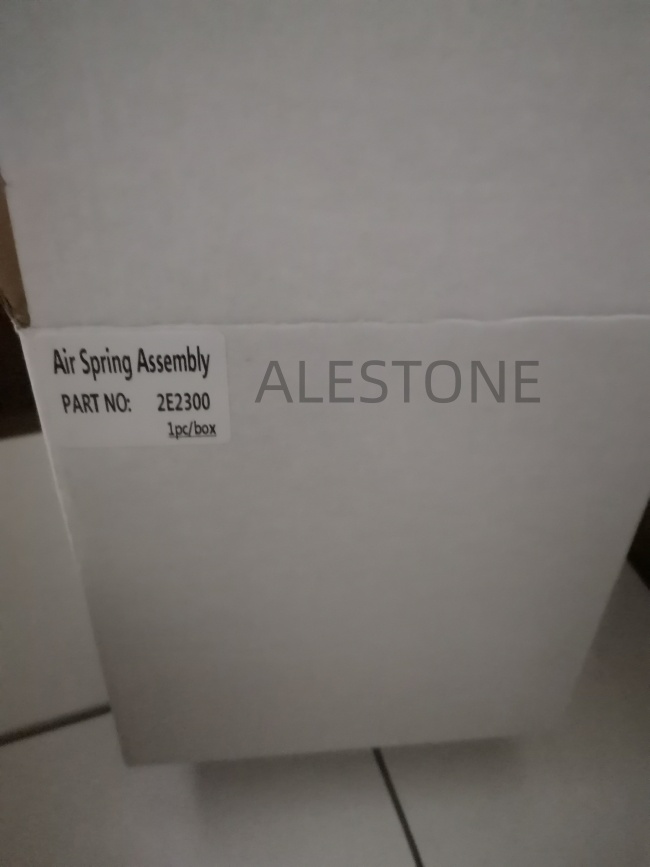 Air Spring Assembly
ALESTONE
PART NO: 2E2300
1pc/box